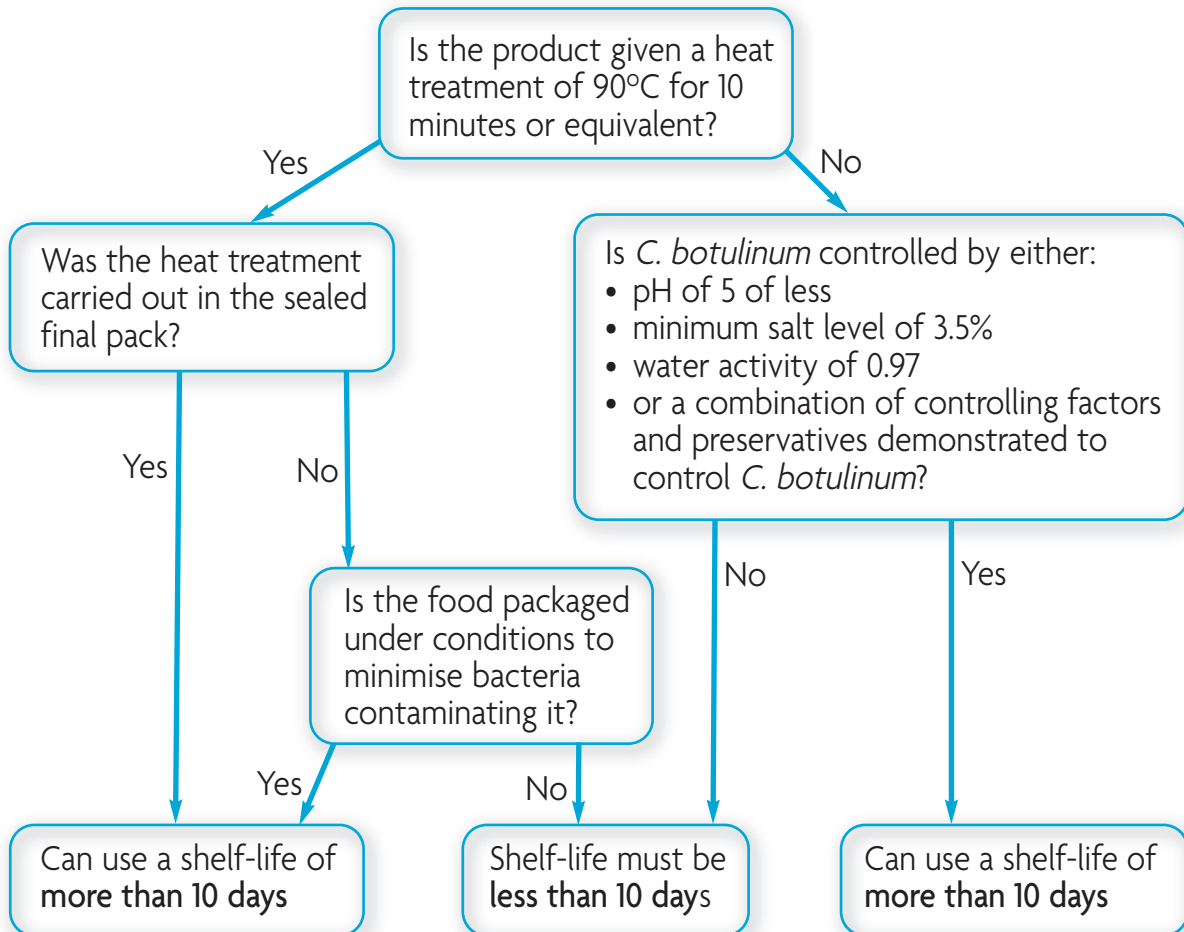 Is the product given a heat
treatment of 90ºC for 10
minutes or equivalent?
Yes
No
Was the heat treatment
carried out in the sealed
final pack?
Is C. botulinum controlled by either:
• pH of 5 of less
• minimum salt level of 3.5%
• water activity of 0.97
• or a combination of controlling factors
and preservatives demonstrated to
control C. botulinum?
Yes
No
No
Yes
Is the food packaged
under conditions to
minimise bacteria
contaminating it?
Yes
No
Can use a shelf-life of
more than 10 days
Shelf-life must be
less than 10 days
Can use a shelf-life of
more than 10 days